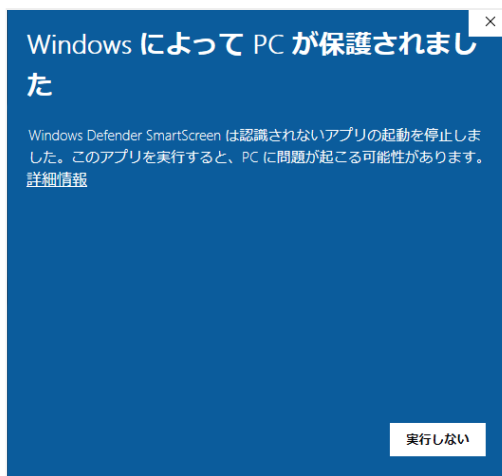 Windows によって PC が保護されまし
た
Windows Defender SmartScreen は認識されないアプリの起動を停止しま
した。このアプリを実行すると、PC に問題が起こる可能性があります。
詳細情報
実行しない